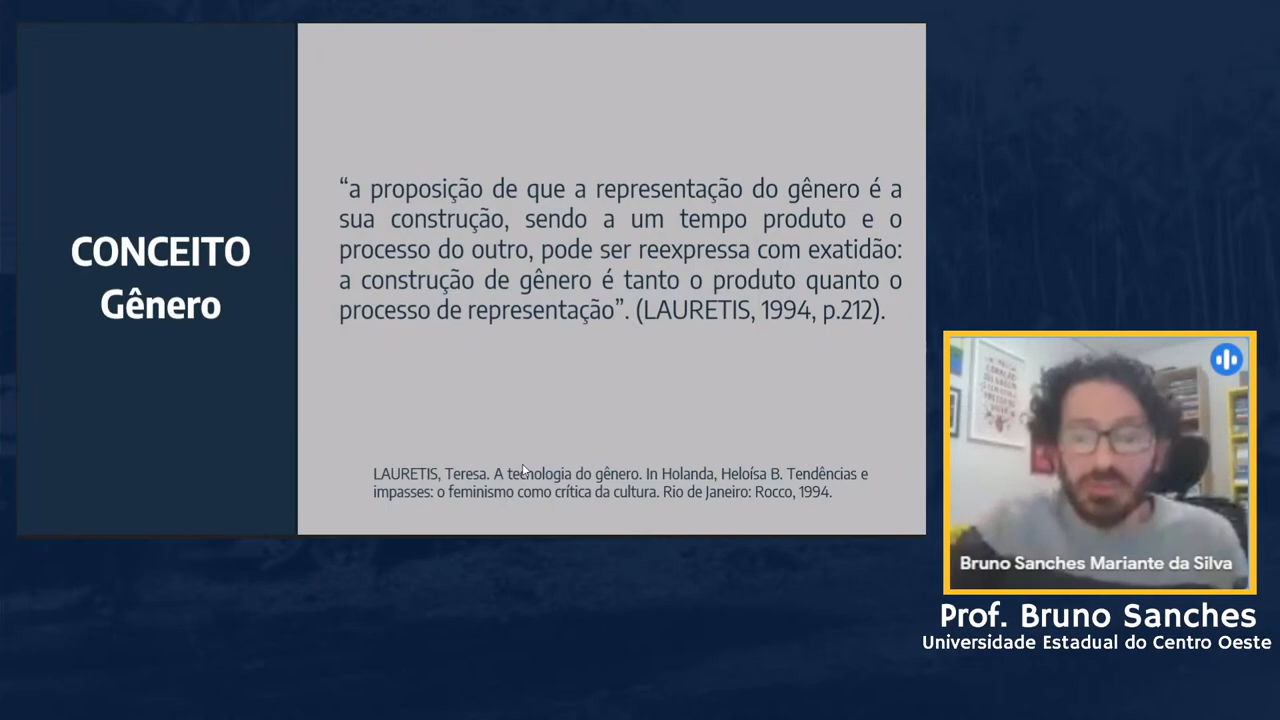 CONCEITO
Gênero
“a proposição de que a representação do gênero é a
sua construção, sendo a um tempo produto e o
processo do outro, pode ser reexpressa com exatidão:
a construção de gênero é tanto o produto quanto o
processo de representação”. (LAURETIS, 1994, p.212).
LAURETIS, Teresa. A tecnologia do gênero. In Holanda, Heloísa B. Tendências e
impasses: o feminismo como crítica da cultura. Rio de Janeiro: Rocco, 1994.
Bruno Sanches Mariante da Silva
Prof. Bruno Sanches
Universidade Estadual do Centro Oeste